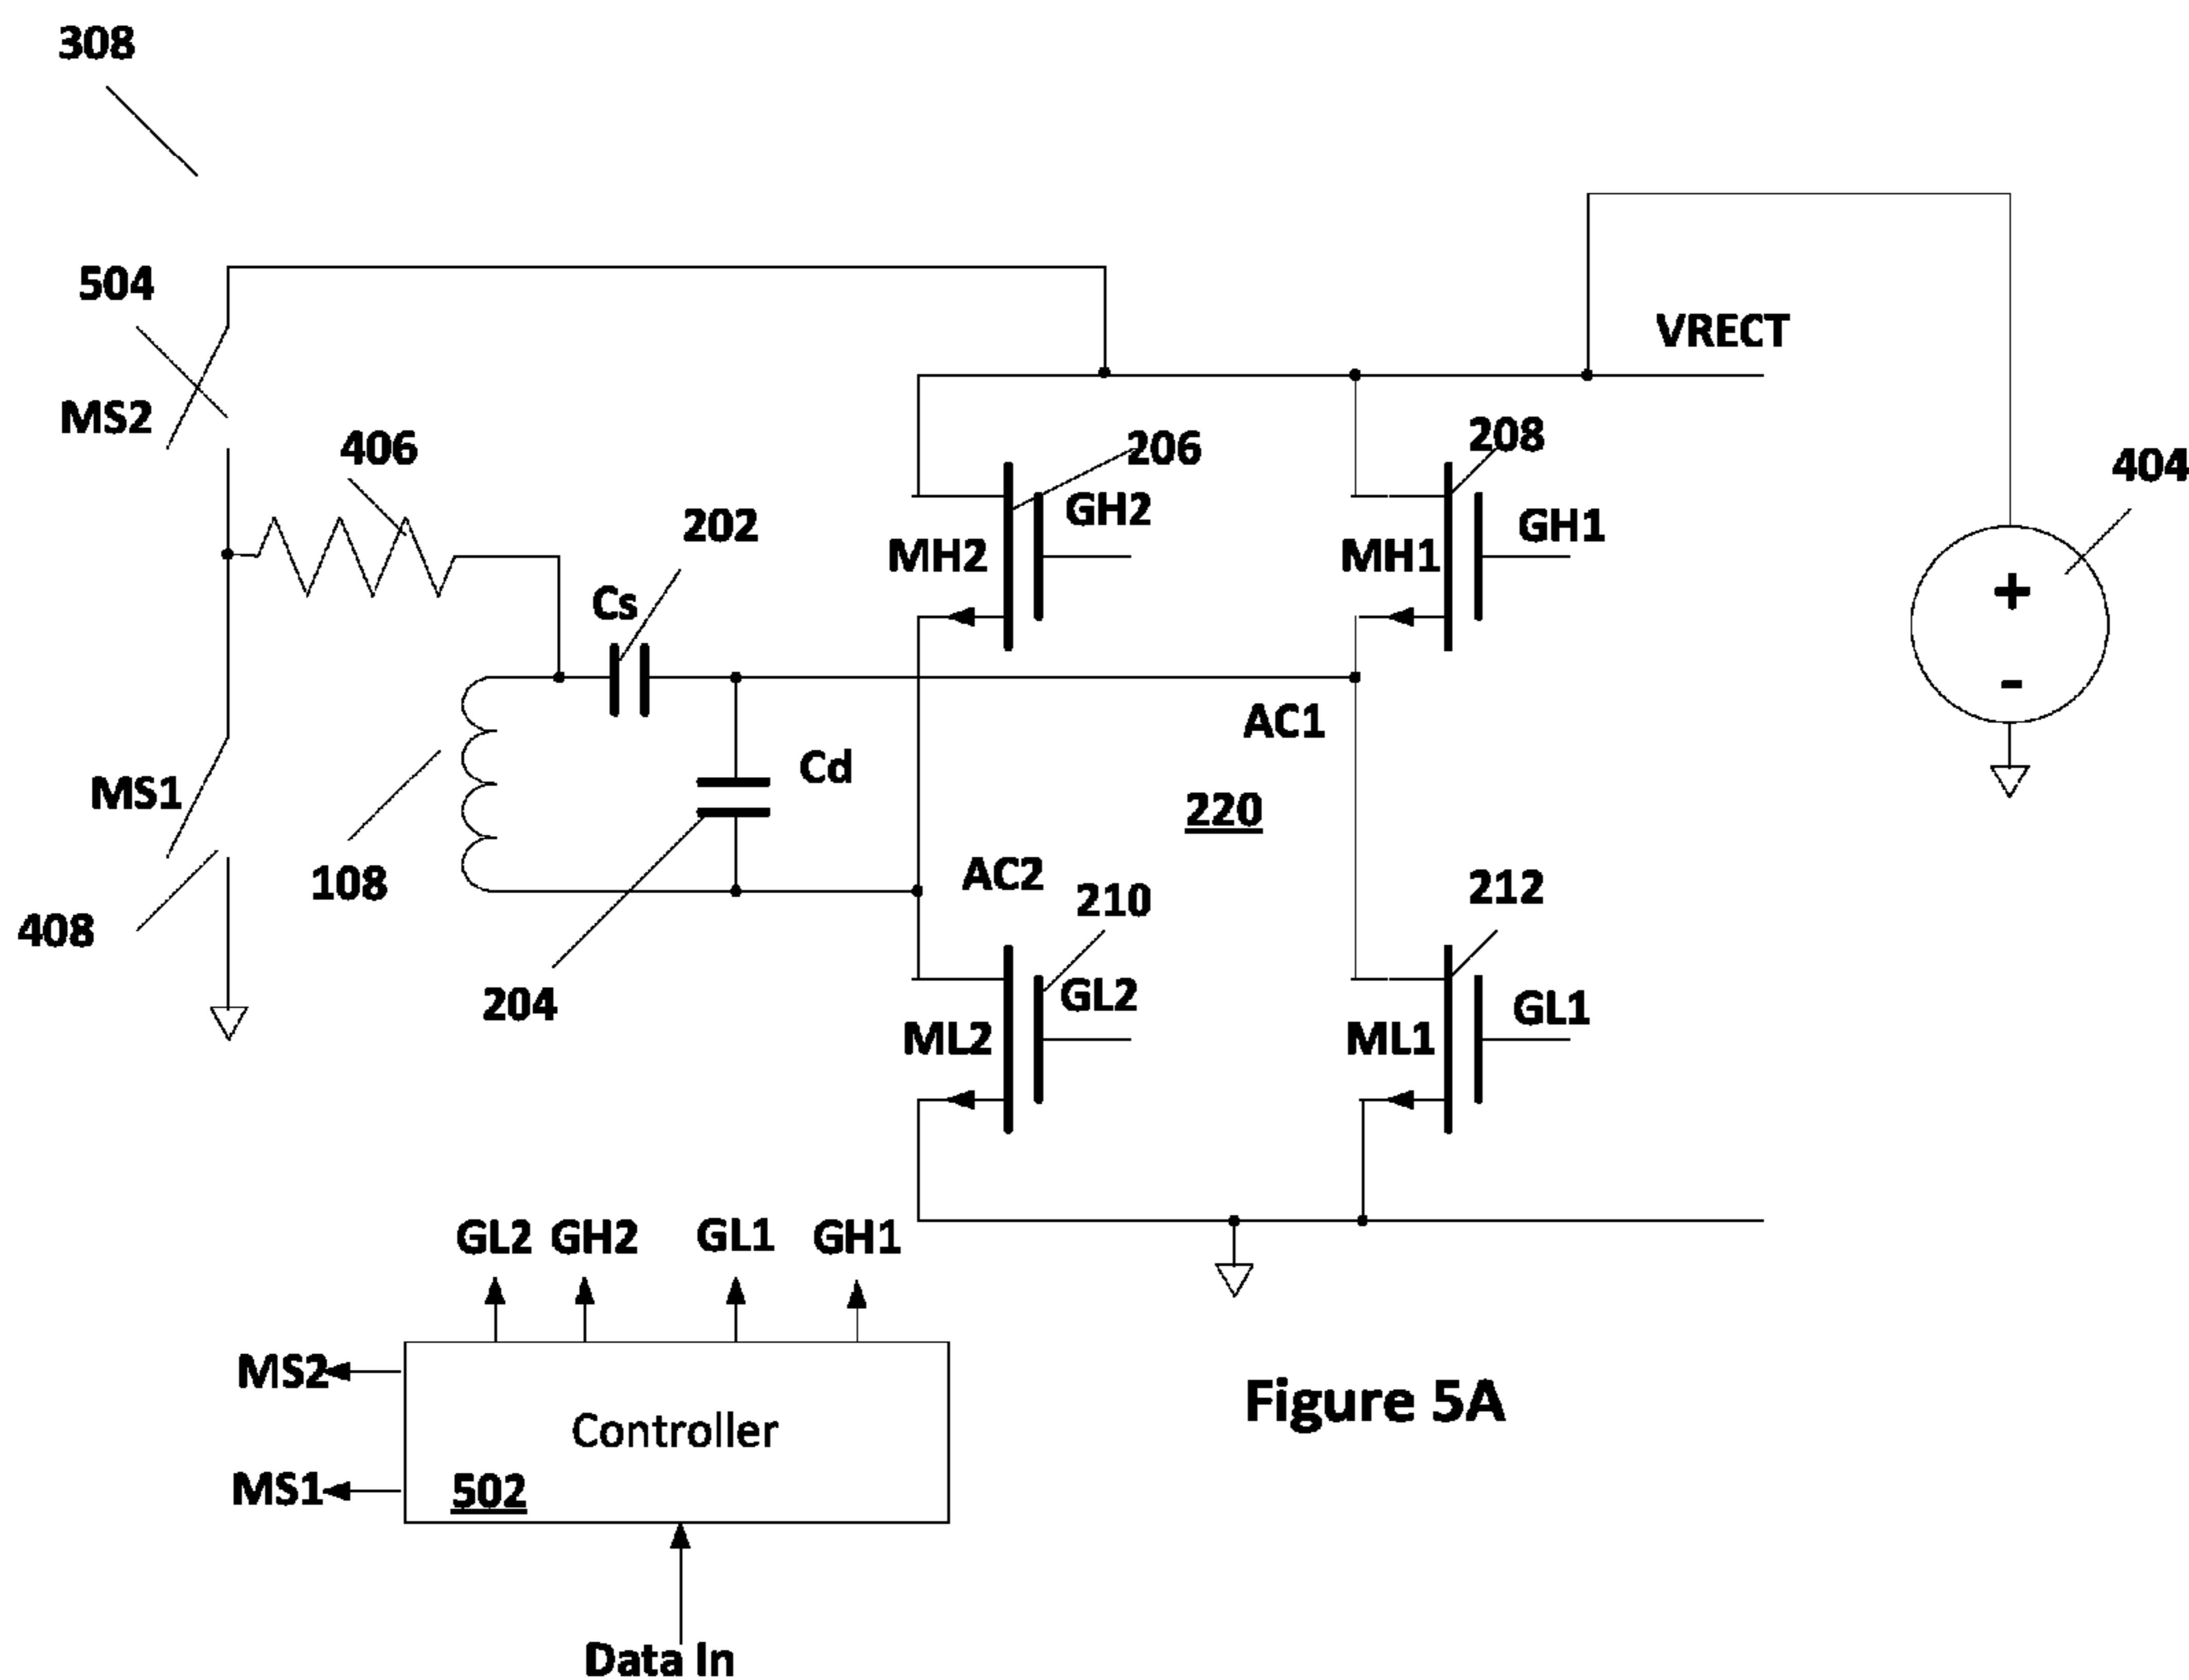 308
504
VRECT
MS2
406
206
208
404
202
GH2
GH1
MH2
MH1
+
Cs
-
AC1
MS1
Cd
220
108
AC2
210
212
408
204
GL2
GL1
ML2
ML1
GL2 GH2 GL1 GH1
MS2
Controller
Figure 5A
MS1
502
Data In